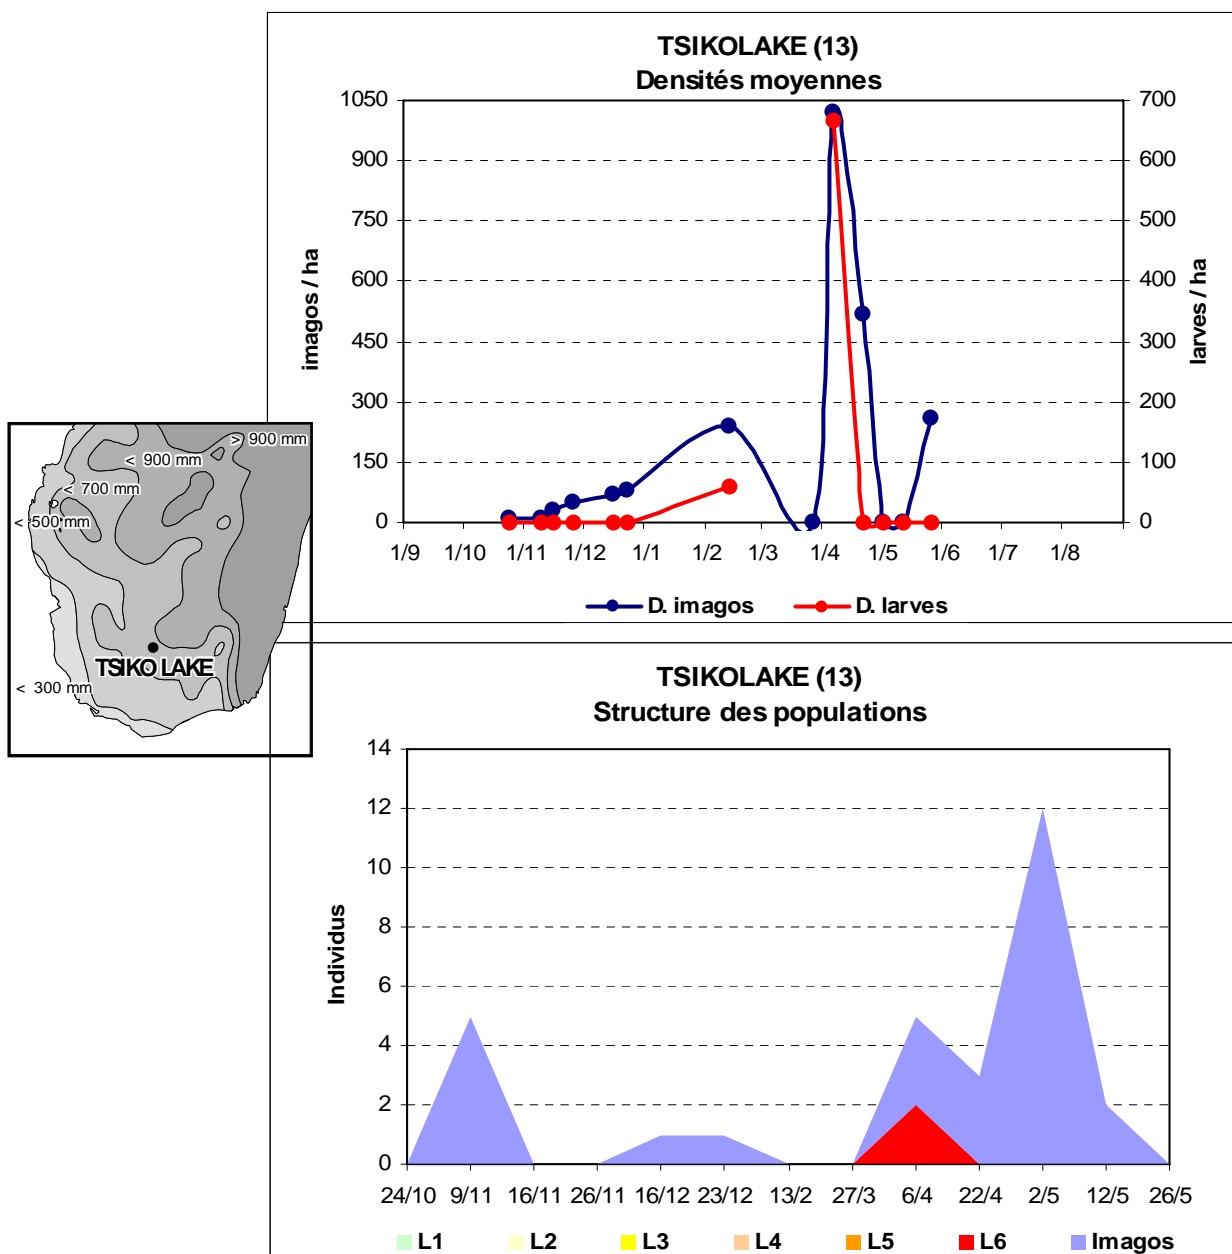 TSIKOLAKE (13)
Densités moyennes
1050
900
750
600
450
300
150
0
imagos / ha
700
600
500
400
300
200
100
0
larves / ha
1/9 1/10 1/11 1/12 1/1 1/2 1/3 1/4 1/5 1/6 1/7 1/8
D. imagos D. larves
> 900 mm
< 900 mm
< 700 mm
< 500 mm
TSIKO LAKE
< 300 mm
TSIKOLAKE (13)
Structure des populations
14
12
10
8
6
4
2
0
Individus
24/10 9/11 16/11 26/11 16/12 23/12 13/2 27/3 6/4 22/4 2/5 12/5 26/5
L1 L2 L3 L4 L5 L6 Imagos